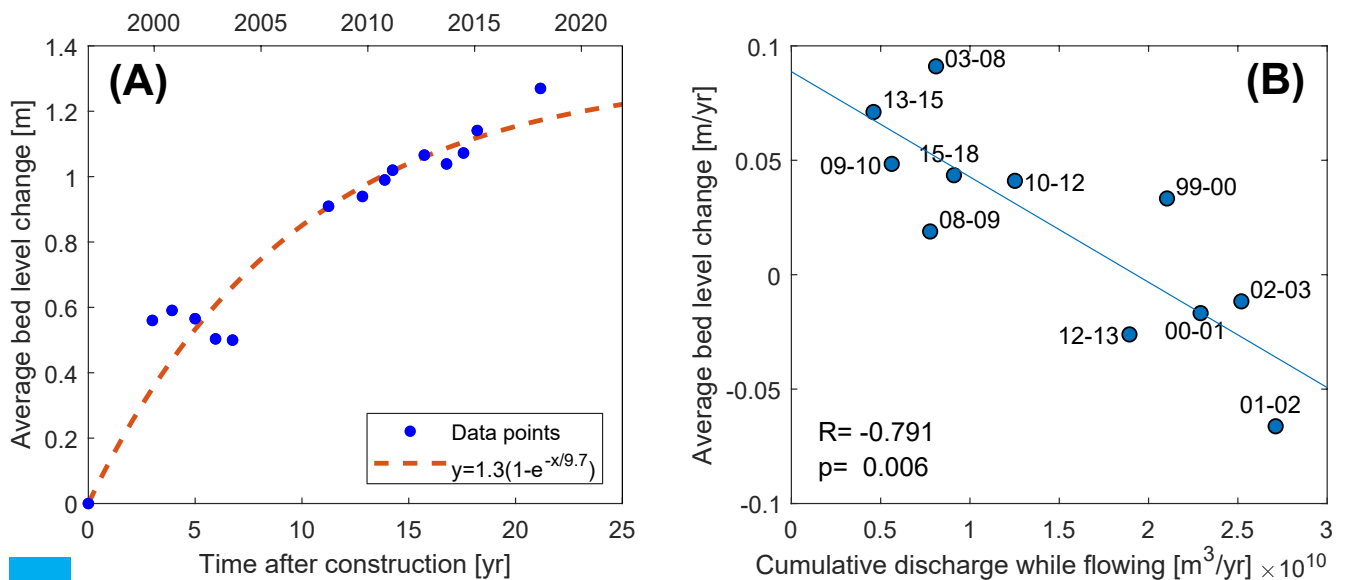 2000 2005 2010 2015 2020
(A)
1.4
1.2
1
0.8
0.6
0.4
0.2
0
Average bed level change [m]
Data points
y=1.3(1-e^{-x/9.7})
0 5 10 15 20 25
Time after construction [yr]
(B)
0.1
0.05
0
-0.05
-0.1
Average bed level change [m/yr]
03-08
13-15
15-18
09-10
10-12
99-00
08-09
02-03
12-13
00-01
01-02
R= -0.791
p= 0.006
0 0.5 1 1.5 2 2.5 3
Cumulative discharge while flowing [m³/yr] ×10¹⁰